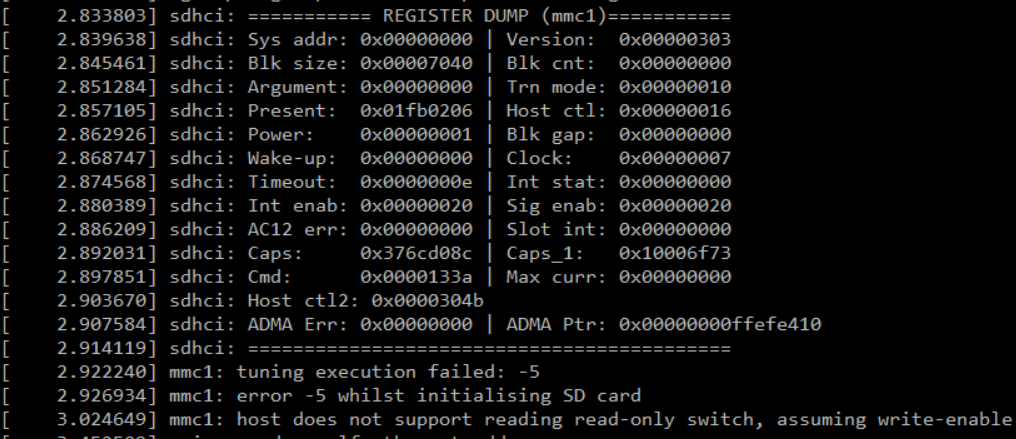 [    2.833803] sdhci: =========== REGISTER DUMP (mmc1)===========
[    2.839638] sdhci: Sys addr: 0x00000000 | Version:  0x00000303
[    2.845461] sdhci: Blk size: 0x00007040 | Blk cnt:  0x00000000
[    2.851284] sdhci: Argument: 0x00000000 | Trn mode: 0x00000010
[    2.857105] sdhci: Present:  0x01fb0206 | Host ctl: 0x00000016
[    2.862926] sdhci: Power:    0x00000001 | Blk gap:  0x00000000
[    2.868747] sdhci: Wake-up:  0x00000000 | Clock:    0x00000007
[    2.874568] sdhci: Timeout:  0x0000000e | Int stat: 0x00000000
[    2.880389] sdhci: Int enab: 0x00000020 | Sig enab: 0x00000020
[    2.886209] sdhci: AC12 err: 0x00000000 | Slot int: 0x00000000
[    2.892031] sdhci: Caps:     0x376cd08c | Caps_1:   0x10006f73
[    2.897851] sdhci: Cmd:      0x0000133a | Max curr: 0x00000000
[    2.903670] sdhci: Host ctl2: 0x0000304b
[    2.907584] sdhci: ADMA Err: 0x00000000 | ADMA Ptr: 0x00000000ffefe410
[    2.914119] sdhci: ===========================================
[    2.922240] mmc1: tuning execution failed: -5
[    2.926934] mmc1: error -5 whilst initialising SD card
[    3.024649] mmc1: host does not support reading read-only switch, assuming write-enable